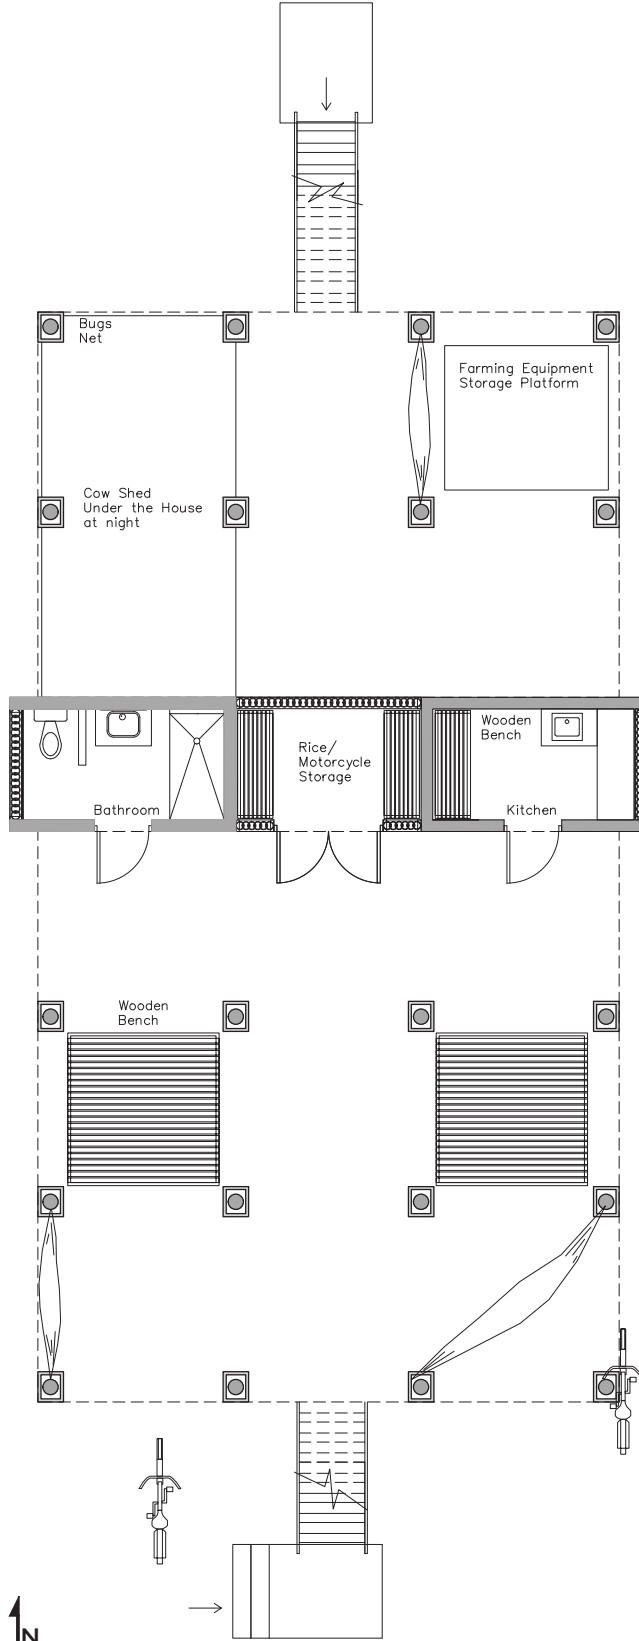 Bugs
Net
Farming Equipment
Storage Platform
Cow Shed
Under the House
at night
Wooden
Bench
Rice/
Motorcycle
Storage
Bathroom
Kitchen
Wooden
Bench
N